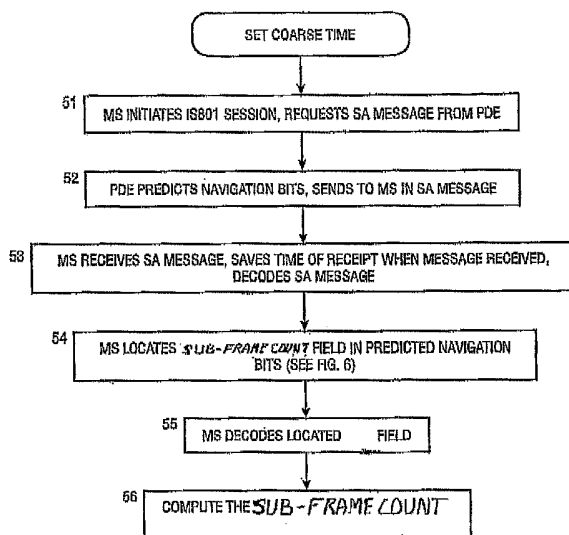 SET COARSE TIME
51
MS INITIATES IS801 SESSION, REQUESTS SA MESSAGE FROM PDE
52
PDE PREDICTS NAVIGATION BITS, SENDS TO MS IN SA MESSAGE
53
MS RECEIVES SA MESSAGE, SAVES TIME OF RECEIPT WHEN MESSAGE RECEIVED,
DECODES SA MESSAGE
54
MS LOCATES SUB-FRAME COUNT FIELD IN PREDICTED NAVIGATION
BITS (SEE FIG. 6)
55
MS DECODES LOCATED FIELD
56
COMPUTE THE SUB-FRAME COUNT